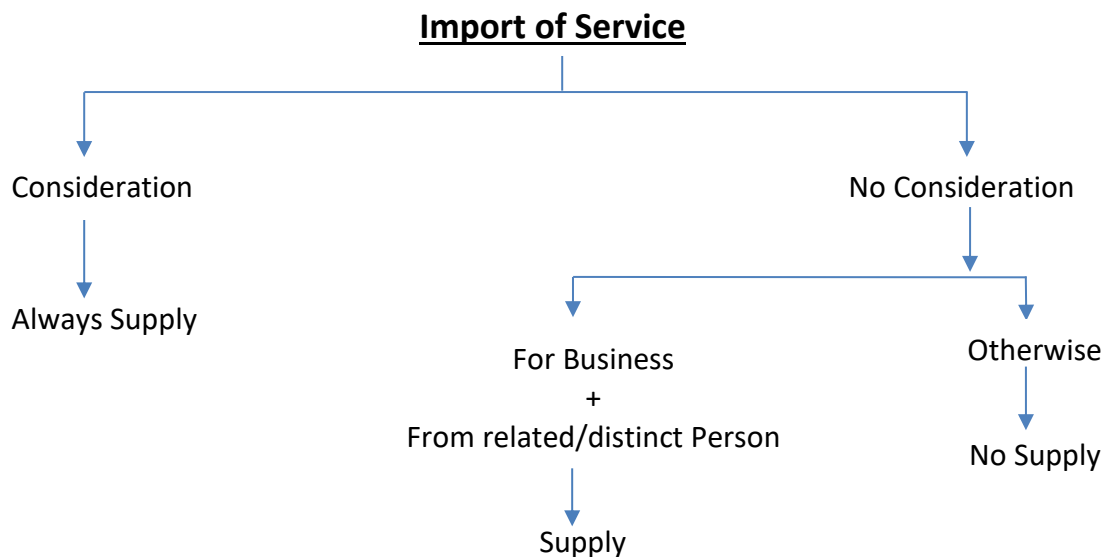 Import of Service
Consideration
No Consideration
Always Supply
For Business
+
From related/distinct Person
Supply
Otherwise
No Supply